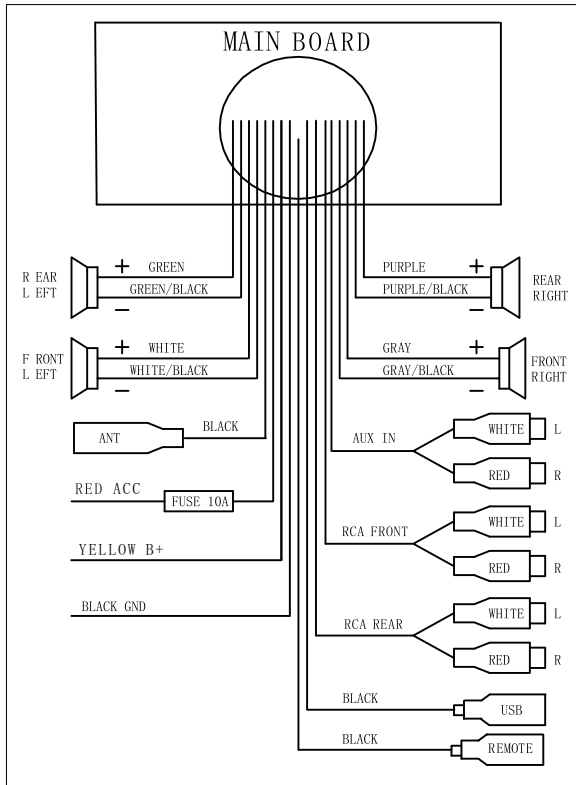 MAIN BOARD
R EAR
L EFT
+
GREEN
GREEN/BLACK
−
PURPLE
+
PURPLE/BLACK
−
REAR
RIGHT
F RONT
L EFT
+
WHITE
WHITE/BLACK
−
GRAY
+
GRAY/BLACK
−
FRONT
RIGHT
ANT
BLACK
AUX IN
WHITE
L
RED
R
RED ACC
FUSE 10A
RCA FRONT
WHITE
L
RED
R
YELLOW B+
BLACK GND
RCA REAR
WHITE
L
RED
R
BLACK
USB
BLACK
REMOTE